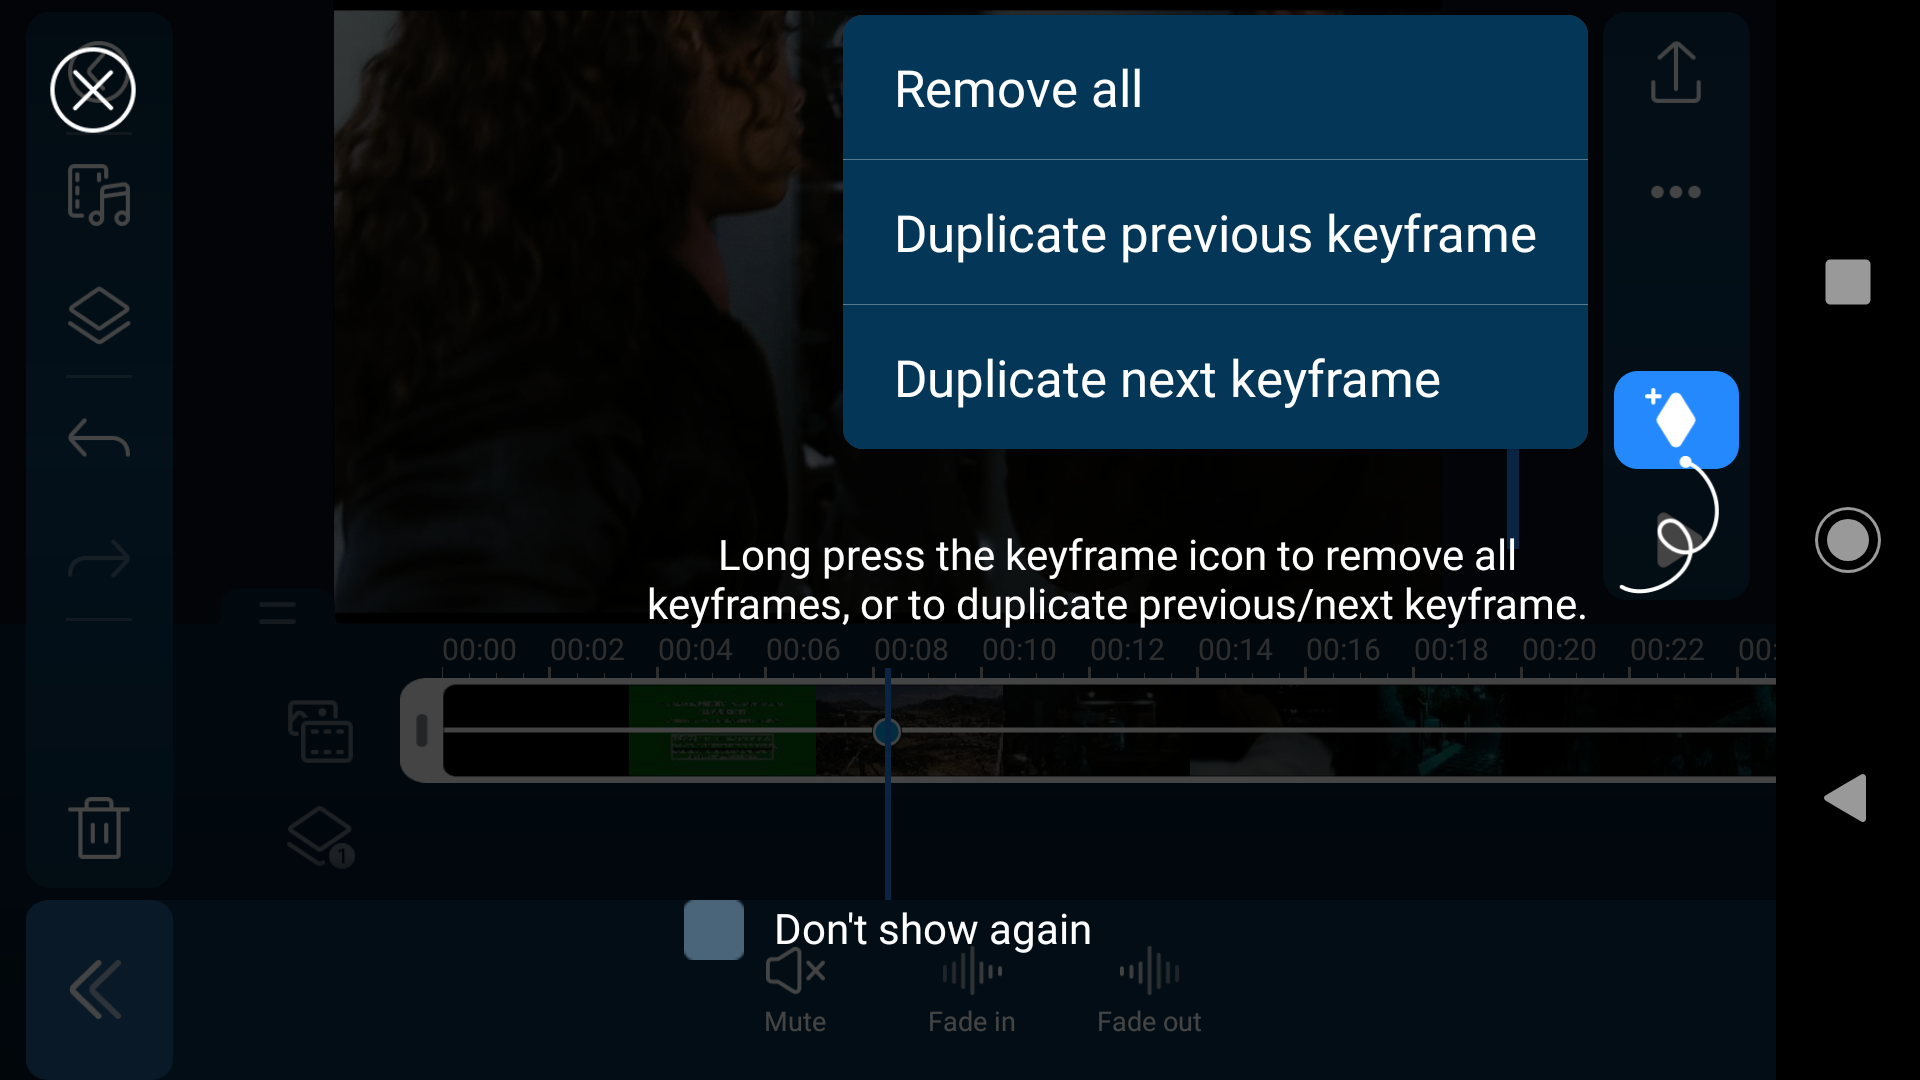 Remove all
Duplicate previous keyframe
Duplicate next keyframe
Long press the keyframe icon to remove all
keyframes, or to duplicate previous/next keyframe.
00:00 00:02 00:04 00:06 00:08 00:10 00:12 00:14 00:16 00:18 00:20 00:22 00:
1
Don't show again
Mute Fade in Fade out